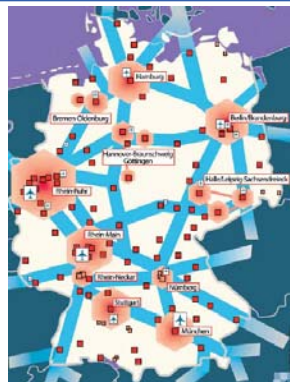 Hamburg
Bremen-Oldenburg
Berlin/Brandenburg
Hannover-Braunschweig
Göttingen
Halle/Leipzig-Sachsendreieck
Rhein-Ruhr
Rhein-Main
Rhein-Neckar
Nürnberg
Stuttgart
München